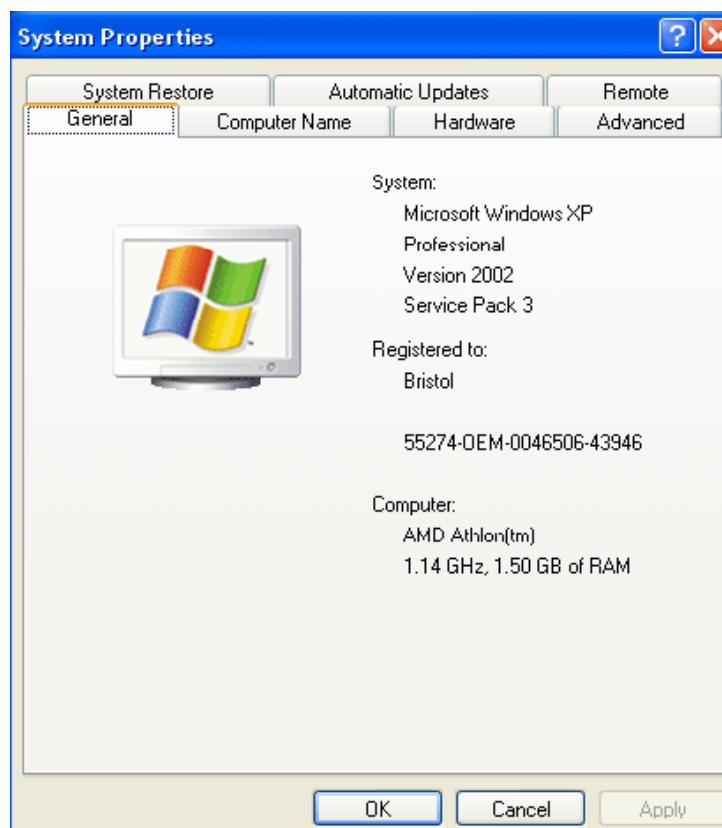 System Properties
System Restore Automatic Updates Remote
General Computer Name Hardware Advanced
System:
Microsoft Windows XP
Professional
Version 2002
Service Pack 3
Registered to:
Bristol
55274-OEM-0046506-43946
Computer:
AMD Athlon(tm)
1.14 GHz, 1.50 GB of RAM
OK Cancel Apply